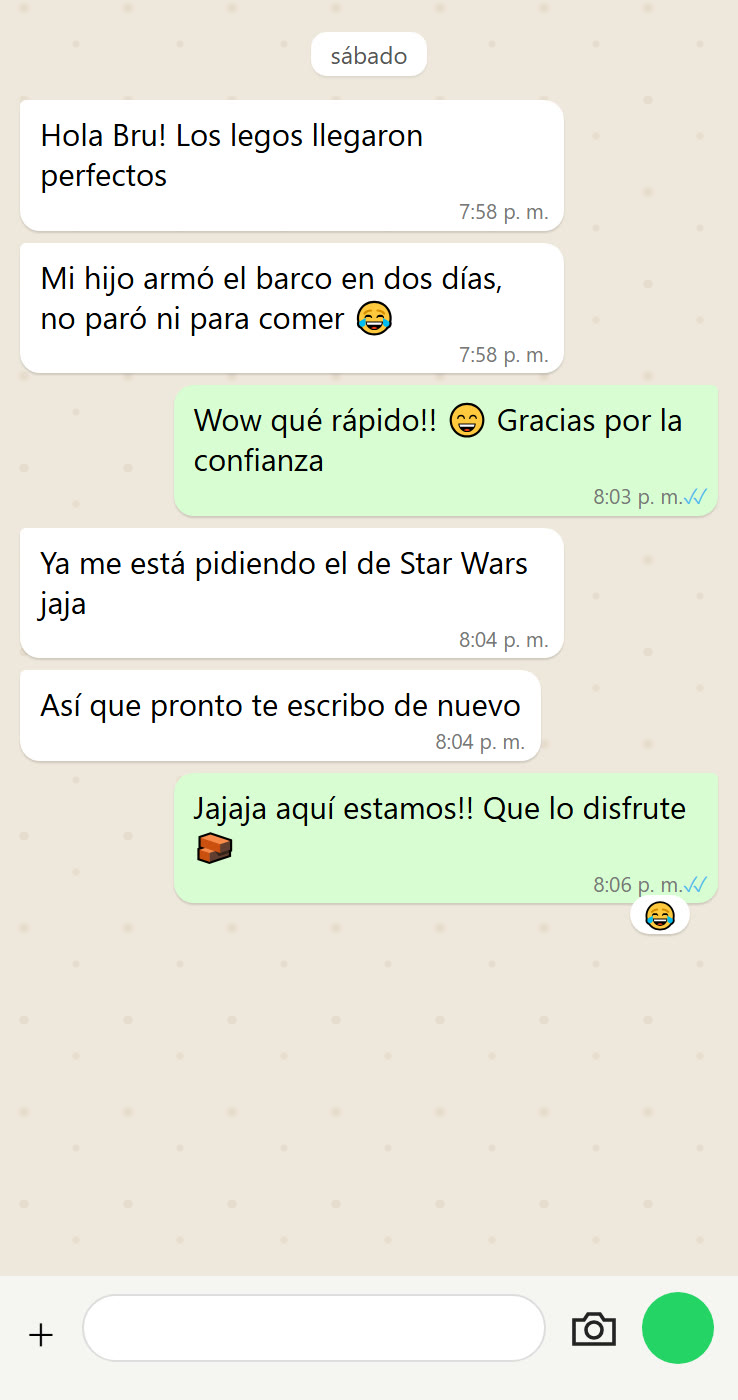 sábado
Hola Bru! Los legos llegaron
perfectos
7:58 p. m.
Mi hijo armó el barco en dos días,
no paró ni para comer 😂
7:58 p. m.
Wow qué rápido!! 😄 Gracias por la
confianza
8:03 p. m.
Ya me está pidiendo el de Star Wars
jaja
8:04 p. m.
Así que pronto te escribo de nuevo
8:04 p. m.
Jajaja aquí estamos!! Que lo disfrute
🧱
8:06 p. m.
😂